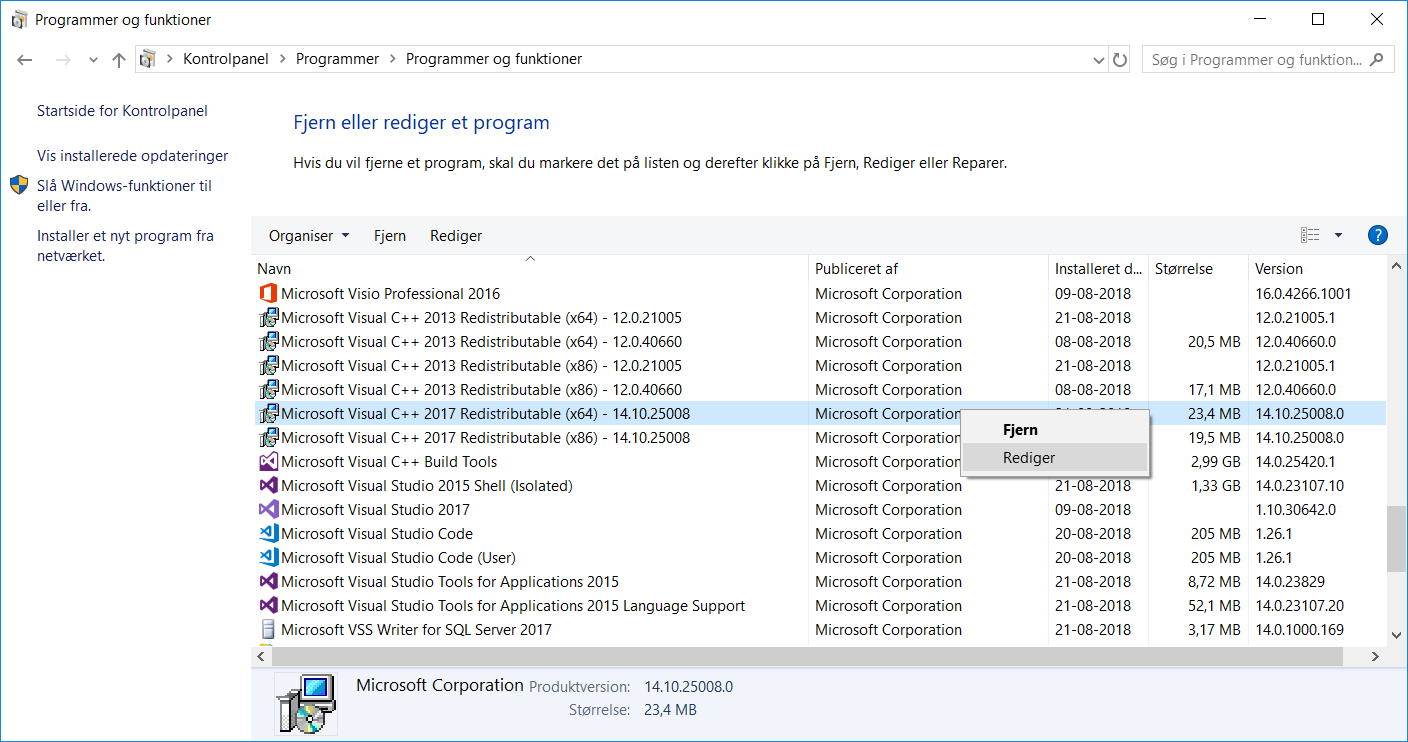 Programmer og funktioner
Kontrolpanel > Programmer > Programmer og funktioner
Søg i Programmer og funktion...
Startside for Kontrolpanel
Vis installerede opdateringer
Slå Windows-funktioner til
eller fra.
Installer et nyt program fra
netværket.
Fjern eller rediger et program
Hvis du vil fjerne et program, skal du markere det på listen og derefter klikke på Fjern, Rediger eller Reparer.
Organiser Fjern Rediger ?
Navn Publiceret af Installeret d... Størrelse Version
Microsoft Visio Professional 2016 Microsoft Corporation 09-08-2018 16.0.4266.1001
Microsoft Visual C++ 2013 Redistributable (x64) - 12.0.21005 Microsoft Corporation 21-08-2018 12.0.21005.1
Microsoft Visual C++ 2013 Redistributable (x64) - 12.0.40660 Microsoft Corporation 08-08-2018 20,5 MB 12.0.40660.0
Microsoft Visual C++ 2013 Redistributable (x86) - 12.0.21005 Microsoft Corporation 21-08-2018 12.0.21005.1
Microsoft Visual C++ 2013 Redistributable (x86) - 12.0.40660 Microsoft Corporation 08-08-2018 17,1 MB 12.0.40660.0
Microsoft Visual C++ 2017 Redistributable (x64) - 14.10.25008 Microsoft Corporation 23,4 MB 14.10.25008.0
Microsoft Visual C++ 2017 Redistributable (x86) - 14.10.25008 Microsoft Corporation 19,5 MB 14.10.25008.0
Microsoft Visual C++ Build Tools Microsoft Corporation 2,99 GB 14.0.25420.1
Microsoft Visual Studio 2015 Shell (Isolated) Microsoft Corporation 21-08-2018 1,33 GB 14.0.23107.10
Microsoft Visual Studio 2017 Microsoft Corporation 09-08-2018 1.10.30642.0
Microsoft Visual Studio Code Microsoft Corporation 20-08-2018 205 MB 1.26.1
Microsoft Visual Studio Code (User) Microsoft Corporation 20-08-2018 205 MB 1.26.1
Microsoft Visual Studio Tools for Applications 2015 Microsoft Corporation 21-08-2018 8,72 MB 14.0.23829
Microsoft Visual Studio Tools for Applications 2015 Language Support Microsoft Corporation 21-08-2018 52,1 MB 14.0.23107.20
Microsoft VSS Writer for SQL Server 2017 Microsoft Corporation 21-08-2018 3,17 MB 14.0.1000.169
Fjern
Rediger
Microsoft Corporation Produktversion: 14.10.25008.0
Størrelse: 23,4 MB